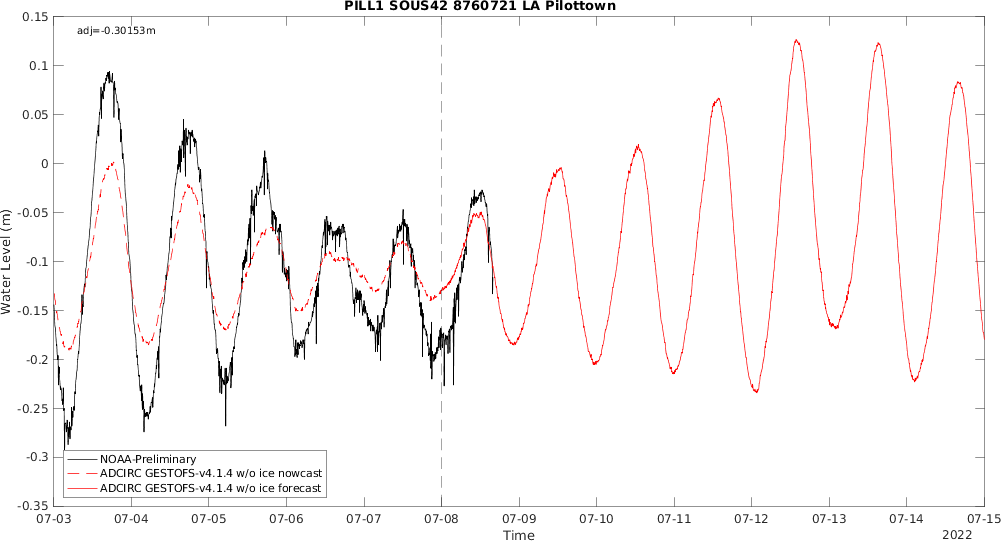 PILL1 SOUS42 8760721 LA Pilottown
adj=-0.30153m
0.15
0.1
0.05
0
-0.05
-0.1
-0.15
-0.2
-0.25
-0.3
-0.35
Water Level (m)
NOAA-Preliminary
ADCIRC GESTOFS-v4.1.4 w/o ice nowcast
ADCIRC GESTOFS-v4.1.4 w/o ice forecast
07-03 07-04 07-05 07-06 07-07 07-08 07-09 07-10 07-11 07-12 07-13 07-14 07-15
Time
2022